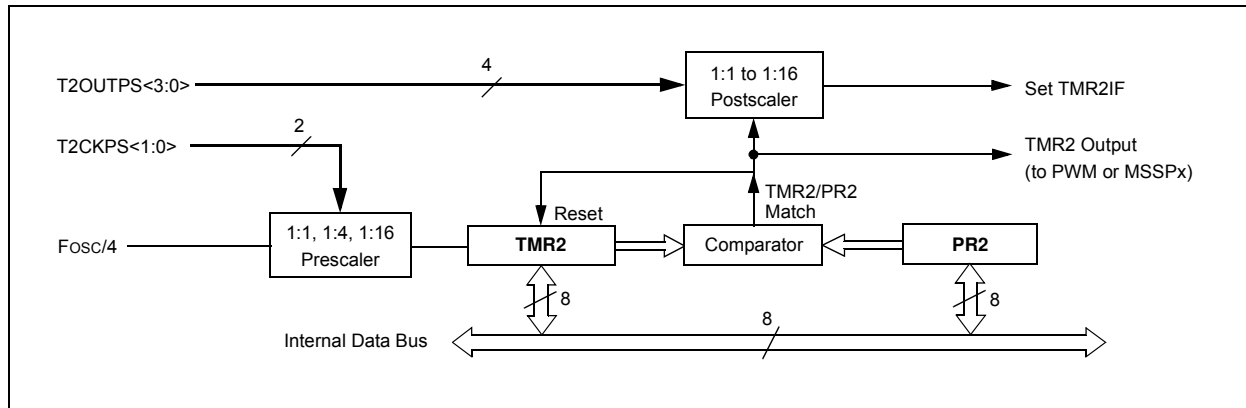 4
1:1 to 1:16
T2OUTPS<3:0>
Postscaler
Set TMR2IF
2
T2CKPS<1:0>
TMR2 Output
(to PWM or MSSPx)
TMR2/PR2
Match
Reset
1:1, 1:4, 1:16
Prescaler
FOSC/4
TMR2
Comparator
PR2
8
8
8
Internal Data Bus